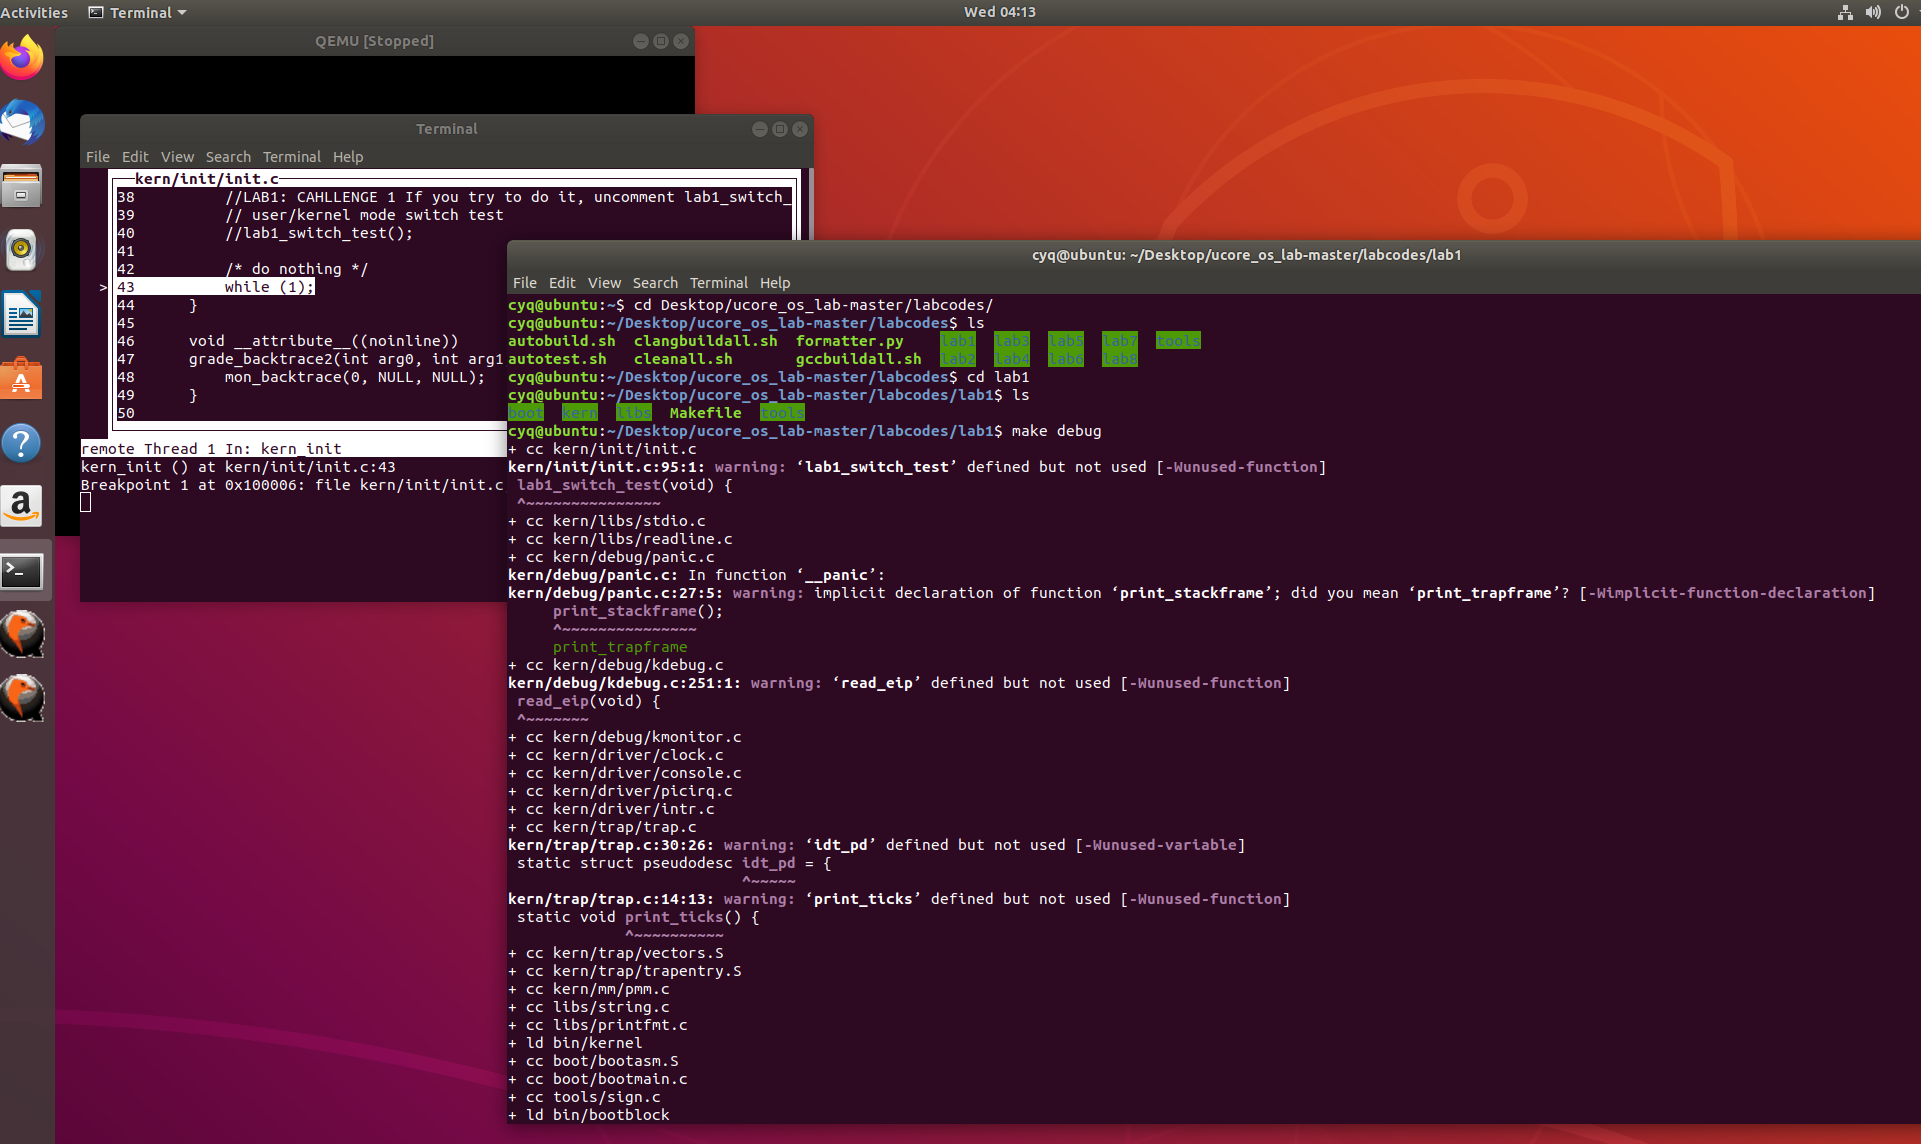 Activities Terminal Wed 04:13
QEMU [Stopped]
Terminal
File Edit View Search Terminal Help
kern/init/init.c
38 //LAB1: CAHLLENGE 1 If you try to do it, uncomment lab1_switch_
39 // user/kernel mode switch test
40 //lab1_switch_test();
41
42 /* do nothing */
> 43 while (1);
44 }
45
46 void __attribute__((noinline))
47 grade_backtrace2(int arg0, int arg1
48 mon_backtrace(0, NULL, NULL);
49 }
50
remote Thread 1 In: kern_init
kern_init () at kern/init/init.c:43
Breakpoint 1 at 0x100006: file kern/init/init.c
cyq@ubuntu: ~/Desktop/ucore_os_lab-master/labcodes/lab1
File Edit View Search Terminal Help
cyq@ubuntu:~$ cd Desktop/ucore_os_lab-master/labcodes/
cyq@ubuntu:~/Desktop/ucore_os_lab-master/labcodes$ ls
autobuild.sh clangbuildall.sh formatter.py lab1 lab3 lab5 lab7 tools
autotest.sh cleanall.sh gccbuildall.sh lab2 lab4 lab6 lab8
cyq@ubuntu:~/Desktop/ucore_os_lab-master/labcodes$ cd lab1
cyq@ubuntu:~/Desktop/ucore_os_lab-master/labcodes/lab1$ ls
boot kern libs Makefile tools
cyq@ubuntu:~/Desktop/ucore_os_lab-master/labcodes/lab1$ make debug
+ cc kern/init/init.c
kern/init/init.c:95:1: warning: ‘lab1_switch_test’ defined but not used [-Wunused-function]
lab1_switch_test(void) {
^~~~~~~~~~~~~~~~
+ cc kern/libs/stdio.c
+ cc kern/libs/readline.c
+ cc kern/debug/panic.c
kern/debug/panic.c: In function ‘__panic’:
kern/debug/panic.c:27:5: warning: implicit declaration of function ‘print_stackframe’; did you mean ‘print_trapframe’? [-Wimplicit-function-declaration]
print_stackframe();
^~~~~~~~~~~~~~~~
print_trapframe
+ cc kern/debug/kdebug.c
kern/debug/kdebug.c:251:1: warning: ‘read_eip’ defined but not used [-Wunused-function]
read_eip(void) {
^~~~~~~~
+ cc kern/debug/kmonitor.c
+ cc kern/driver/clock.c
+ cc kern/driver/console.c
+ cc kern/driver/picirq.c
+ cc kern/driver/intr.c
+ cc kern/trap/trap.c
kern/trap/trap.c:30:26: warning: ‘idt_pd’ defined but not used [-Wunused-variable]
static struct pseudodesc idt_pd = {
^~~~~~
kern/trap/trap.c:14:13: warning: ‘print_ticks’ defined but not used [-Wunused-function]
static void print_ticks() {
^~~~~~~~~~~
+ cc kern/trap/vectors.S
+ cc kern/trap/trapentry.S
+ cc kern/mm/pmm.c
+ cc libs/string.c
+ cc libs/printfmt.c
+ ld bin/kernel
+ cc boot/bootasm.S
+ cc boot/bootmain.c
+ cc tools/sign.c
+ ld bin/bootblock